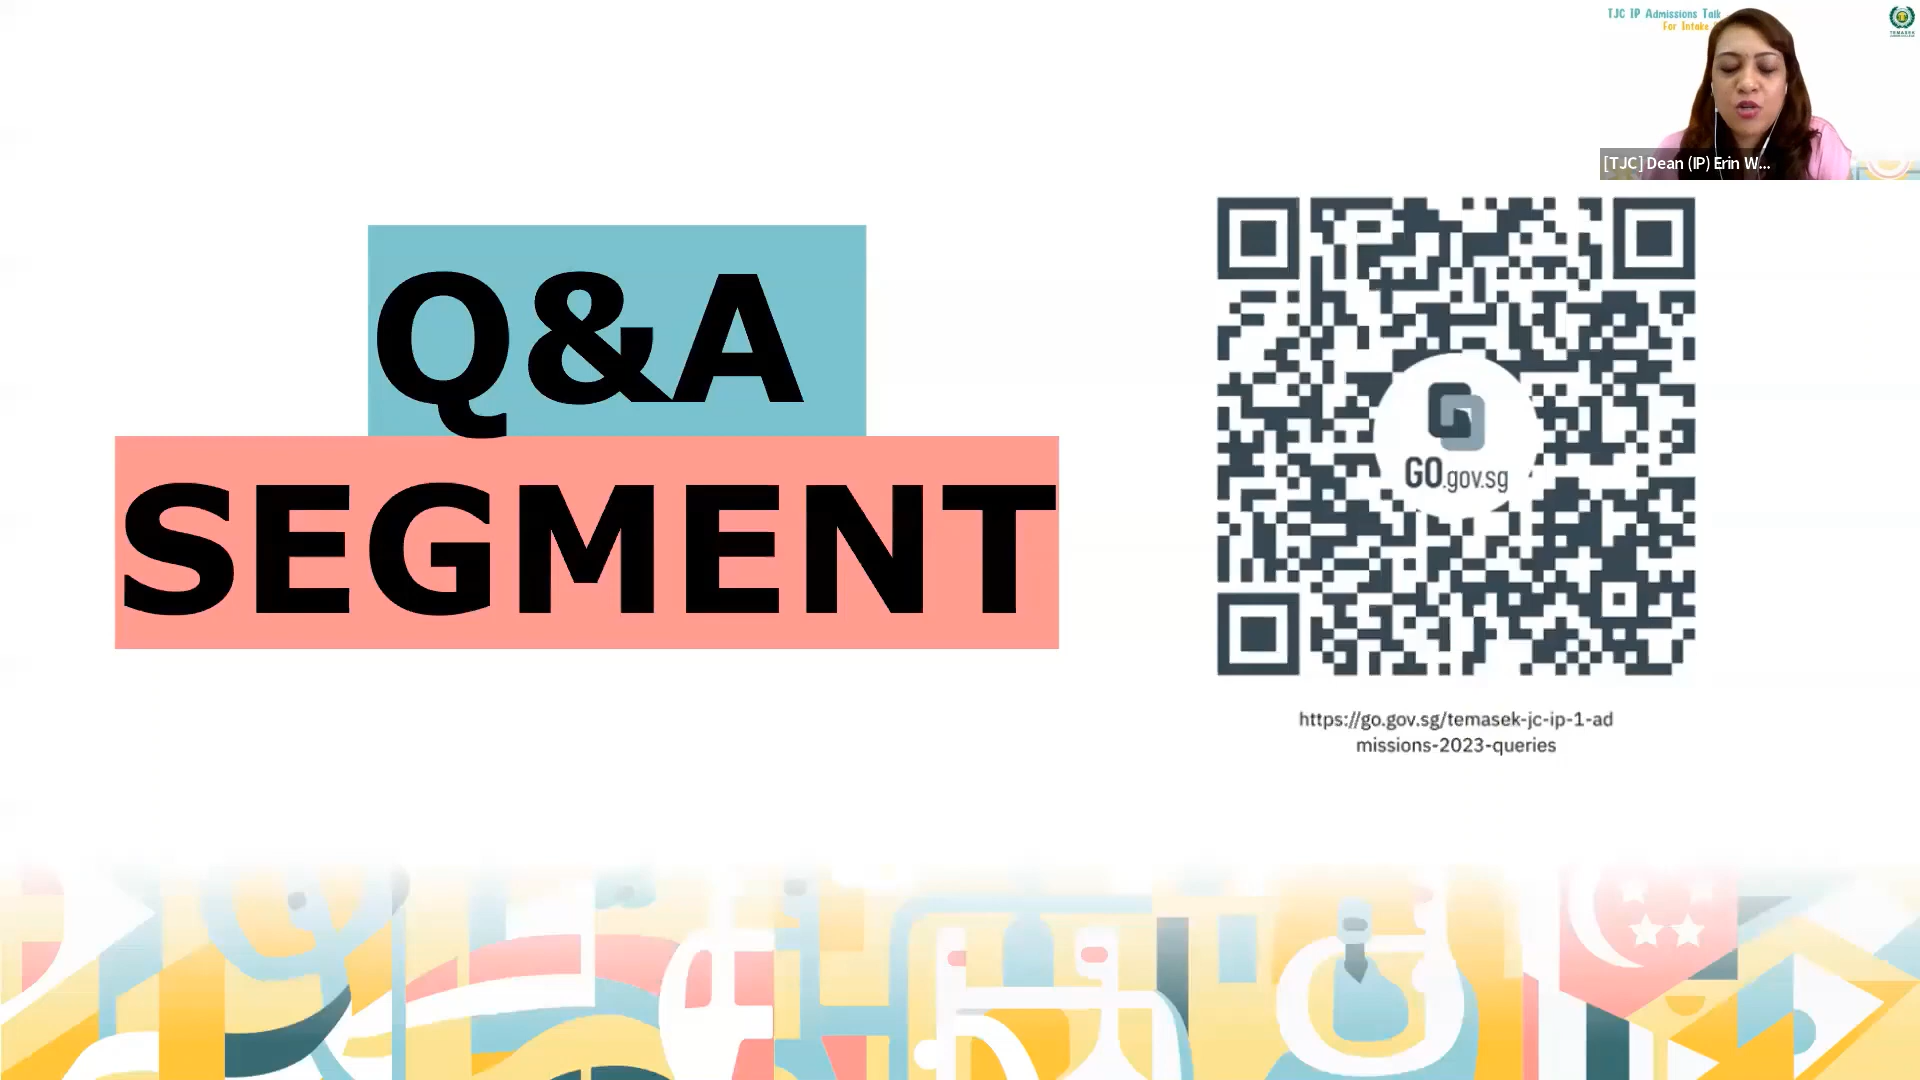 TJC IP Admissions Talk
For Intake
TEMASEK
[TJC] Dean (IP) Erin W...
Q&A
SEGMENT
GO.gov.sg
https://go.gov.sg/temasek-jc-ip-1-ad
missions-2023-queries